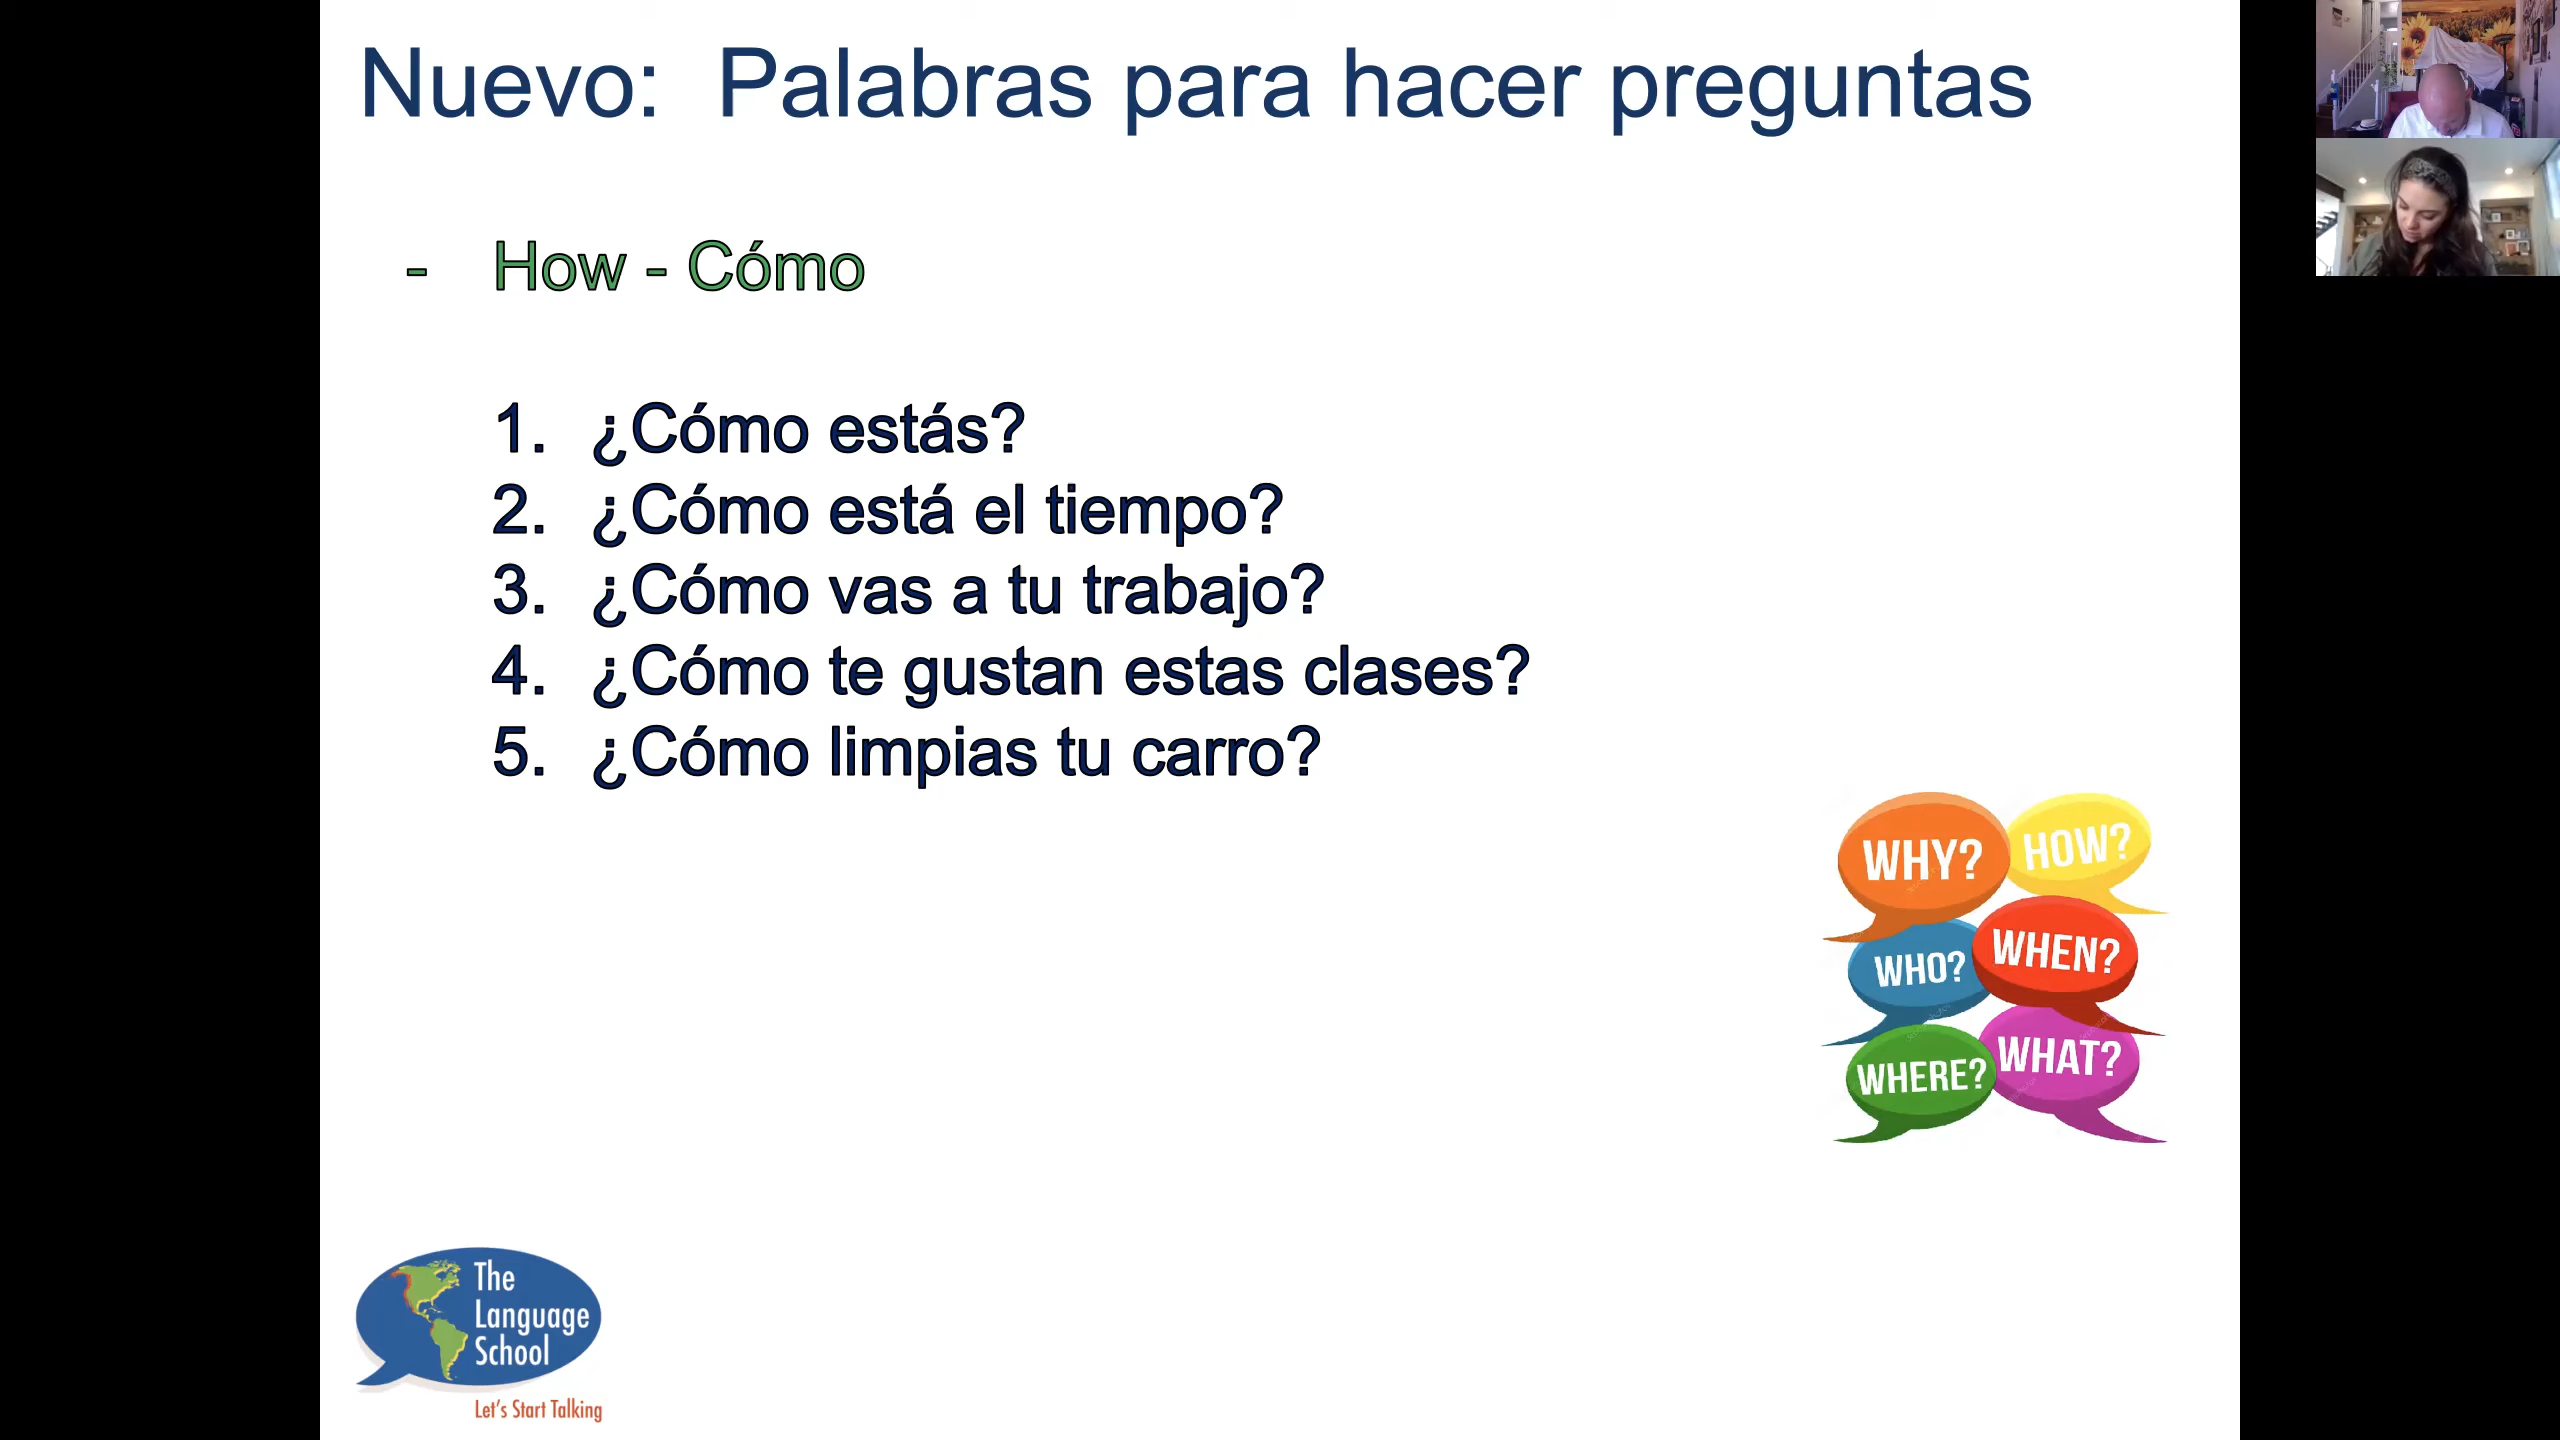 Nuevo: Palabras para hacer preguntas
- How - Cómo
1. ¿Cómo estás?
2. ¿Cómo está el tiempo?
3. ¿Cómo vas a tu trabajo?
4. ¿Cómo te gustan estas clases?
5. ¿Cómo limpias tu carro?
WHY?
HOW?
WHO?
WHEN?
WHERE?
WHAT?
The
Language
School
Let's Start Talking